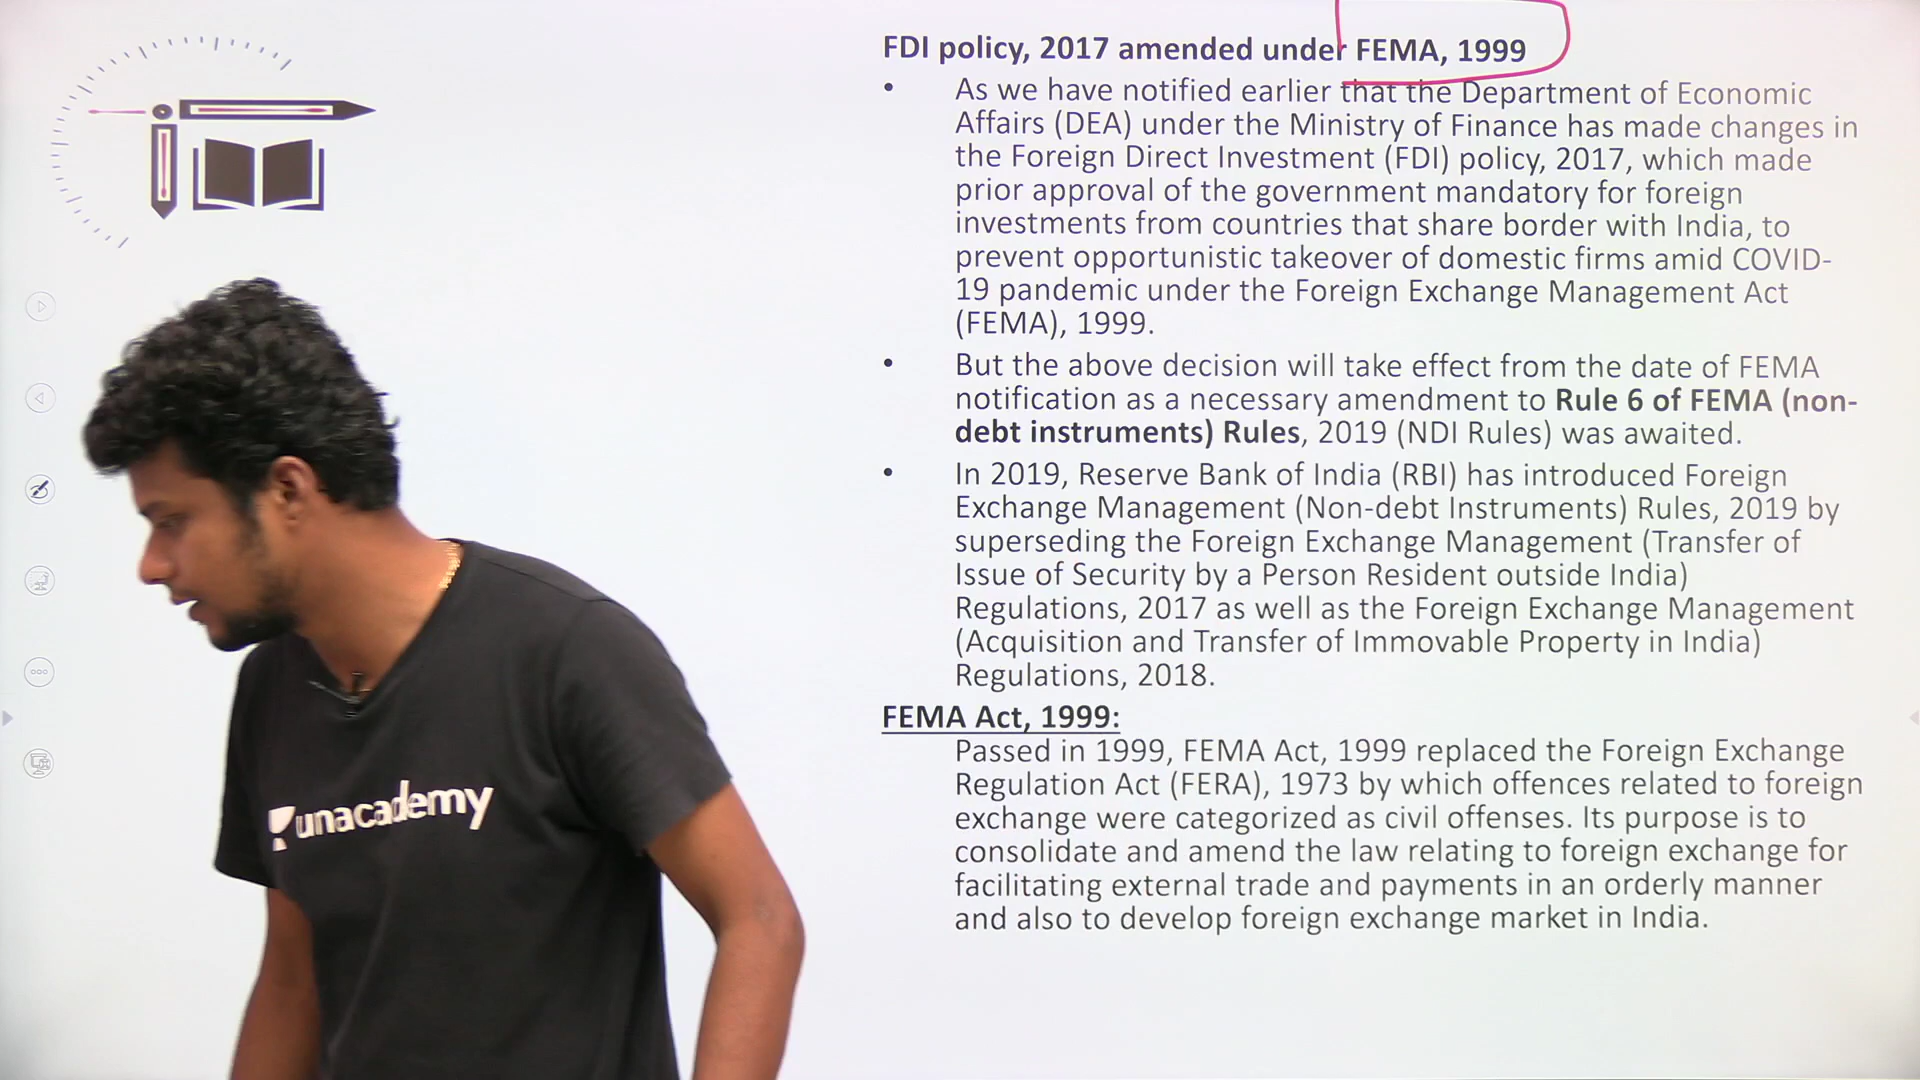 FDI policy, 2017 amended under FEMA, 1999
• As we have notified earlier that the Department of Economic
Affairs (DEA) under the Ministry of Finance has made changes in
the Foreign Direct Investment (FDI) policy, 2017, which made
prior approval of the government mandatory for foreign
investments from countries that share border with India, to
prevent opportunistic takeover of domestic firms amid COVID-
19 pandemic under the Foreign Exchange Management Act
(FEMA), 1999.
• But the above decision will take effect from the date of FEMA
notification as a necessary amendment to Rule 6 of FEMA (non-
debt instruments) Rules, 2019 (NDI Rules) was awaited.
• In 2019, Reserve Bank of India (RBI) has introduced Foreign
Exchange Management (Non-debt Instruments) Rules, 2019 by
superseding the Foreign Exchange Management (Transfer of
Issue of Security by a Person Resident outside India)
Regulations, 2017 as well as the Foreign Exchange Management
(Acquisition and Transfer of Immovable Property in India)
Regulations, 2018.
FEMA Act, 1999:
Passed in 1999, FEMA Act, 1999 replaced the Foreign Exchange
Regulation Act (FERA), 1973 by which offences related to foreign
exchange were categorized as civil offenses. Its purpose is to
consolidate and amend the law relating to foreign exchange for
facilitating external trade and payments in an orderly manner
and also to develop foreign exchange market in India.
unacademy